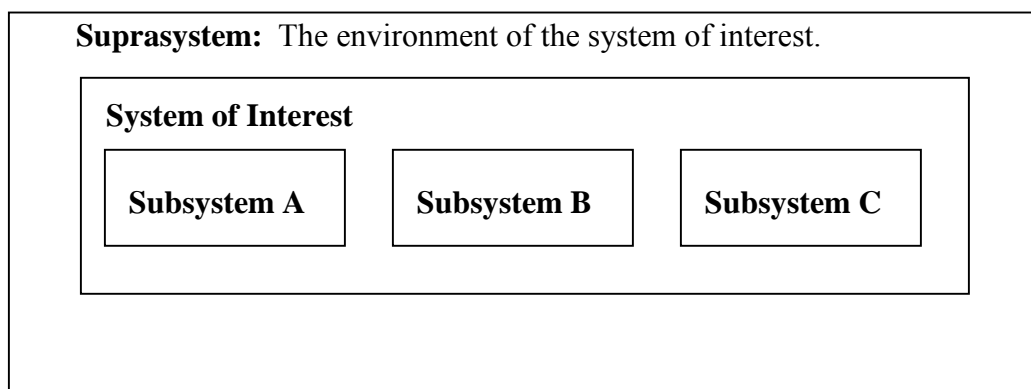 Suprasystem: The environment of the system of interest.
System of Interest
Subsystem A Subsystem B Subsystem C